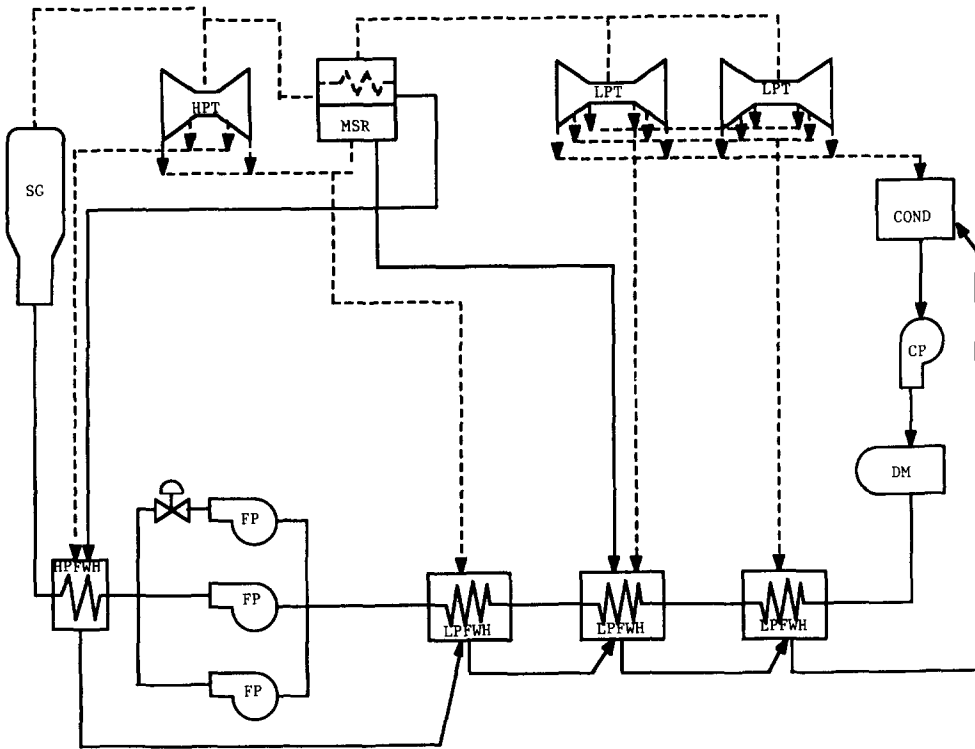 LPT
LPT
HPT
MSR
SG
COND
CP
DM
FP
HPFWH
FP
LPFWH
LPFWH
LPFWH
FP